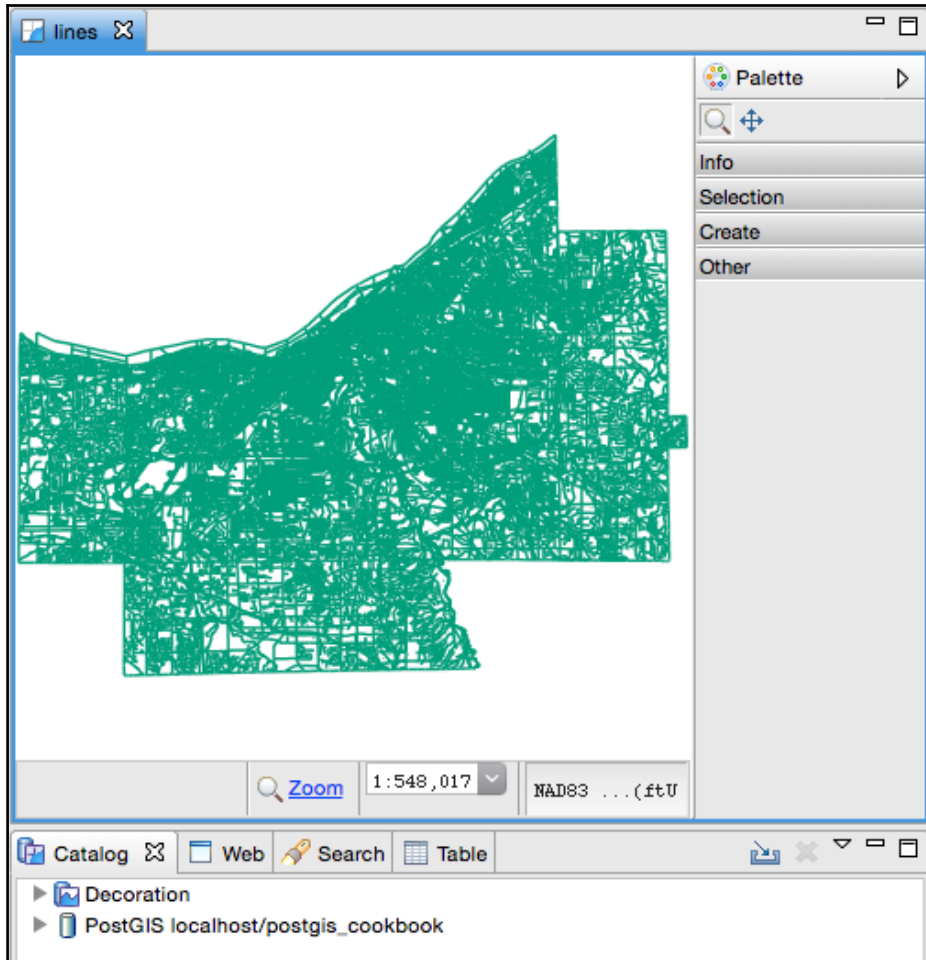 lines
Palette
Info
Selection
Create
Other
Zoom
1:548,017
NAD83 ...(ftU
Catalog
Web
Search
Table
Decoration
PostGIS localhost/postgis_cookbook